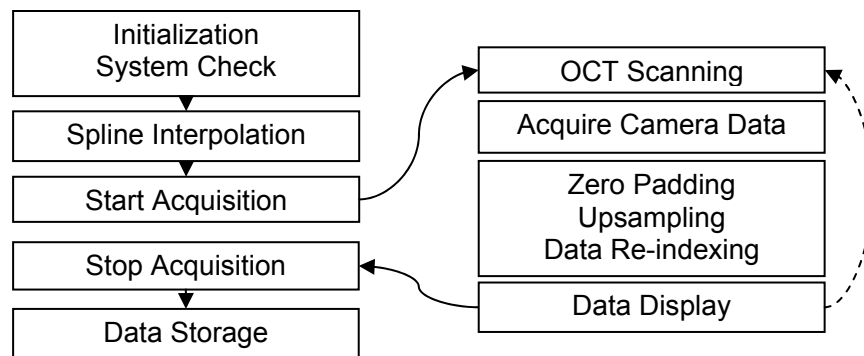 Initialization
System Check
Spline Interpolation
Start Acquisition
Stop Acquisition
Data Storage
OCT Scanning
Acquire Camera Data
Zero Padding
Upsampling
Data Re-indexing
Data Display